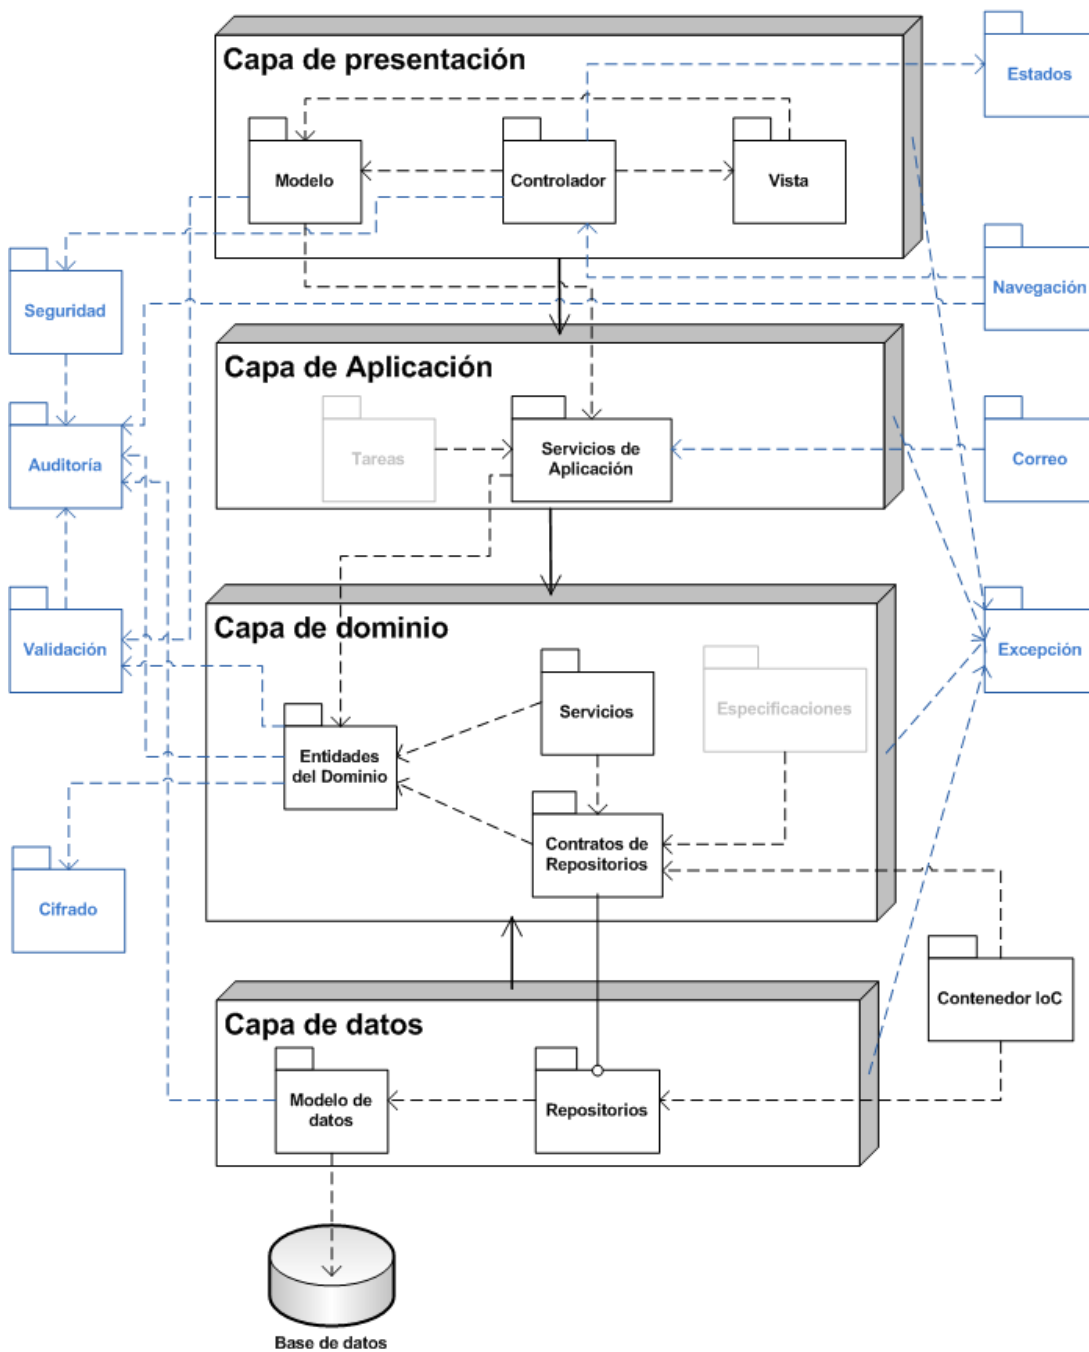 Capa de presentación
Estados
Modelo
Controlador
Vista
Seguridad
Navegación
Capa de Aplicación
Tareas
Servicios de
Aplicación
Auditoría
Correo
Capa de dominio
Validación
Servicios
Especificaciones
Excepción
Entidades
del Dominio
Contratos de
Repositorios
Cifrado
Contenedor IoC
Capa de datos
Modelo de
datos
Repositorios
Base de datos